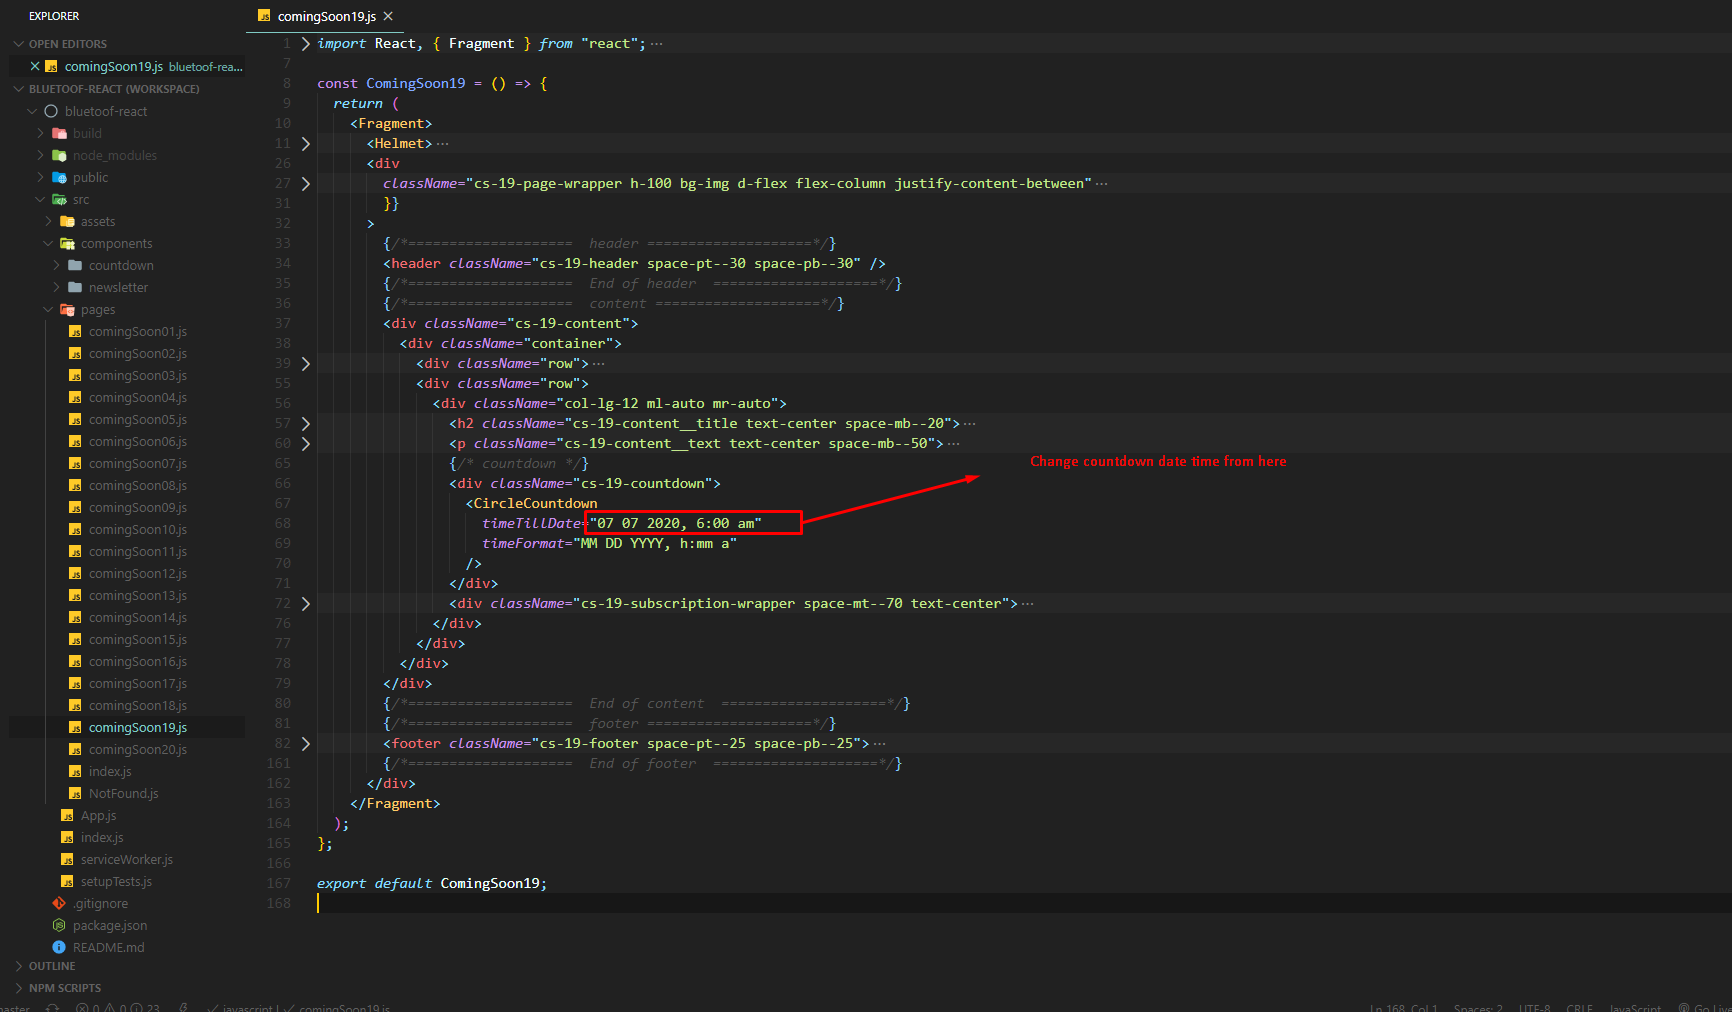 EXPLORER
OPEN EDITORS
comingSoon19.js bluetoof-rea...
BLUETOOF-REACT (WORKSPACE)
bluetoof-react
build
node_modules
public
src
assets
components
countdown
newsletter
pages
comingSoon01.js
comingSoon02.js
comingSoon03.js
comingSoon04.js
comingSoon05.js
comingSoon06.js
comingSoon07.js
comingSoon08.js
comingSoon09.js
comingSoon10.js
comingSoon11.js
comingSoon12.js
comingSoon13.js
comingSoon14.js
comingSoon15.js
comingSoon16.js
comingSoon17.js
comingSoon18.js
comingSoon19.js
comingSoon20.js
index.js
NotFound.js
App.js
index.js
serviceWorker.js
setupTests.js
.gitignore
package.json
README.md
OUTLINE
NPM SCRIPTS
comingSoon19.js
1 import React, { Fragment } from "react"; ...
7
8 const ComingSoon19 = () => {
9 return (
10 <Fragment>
11 <Helmet> ...
26 <div
27 className="cs-19-page-wrapper h-100 bg-img d-flex flex-column justify-content-between" ...
31 }}
32 >
33 {/*==================== header ====================*/}
34 <header className="cs-19-header space-pt--30 space-pb--30" />
35 {/*==================== End of header ====================*/}
36 {/*==================== content ====================*/}
37 <div className="cs-19-content">
38 <div className="container">
39 <div className="row"> ...
55 <div className="row">
56 <div className="col-lg-12 ml-auto mr-auto">
57 <h2 className="cs-19-content__title text-center space-mb--20"> ...
60 <p className="cs-19-content__text text-center space-mb--50"> ...
65 {/* countdown */}
Change countdown date time from here
66 <div className="cs-19-countdown">
67 <CircleCountdown
68 timeTillDate="07 07 2020, 6:00 am"
69 timeFormat="MM DD YYYY, h:mm a"
70 />
71 </div>
72 <div className="cs-19-subscription-wrapper space-mt--70 text-center"> ...
76 </div>
77 </div>
78 </div>
79 </div>
80 {/*==================== End of content ====================*/}
81 {/*==================== footer ====================*/}
82 <footer className="cs-19-footer space-pt--25 space-pb--25"> ...
161 {/*==================== End of footer ====================*/}
162 </div>
163 </Fragment>
164 );
165 };
166
167 export default ComingSoon19;
168
master 0 0 23 javascript | comingSoon19.js Ln 168, Col 1 Spaces: 2 UTF-8 CRLF JavaScript Go Live